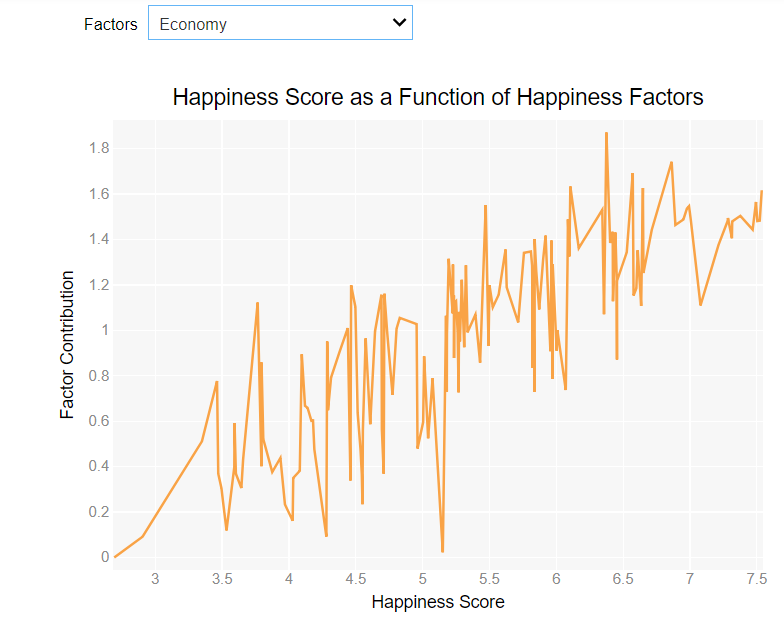 Factors Economy
Happiness Score as a Function of Happiness Factors
Factor Contribution
1.8
1.6
1.4
1.2
1
0.8
0.6
0.4
0.2
0
3 3.5 4 4.5 5 5.5 6 6.5 7 7.5
Happiness Score